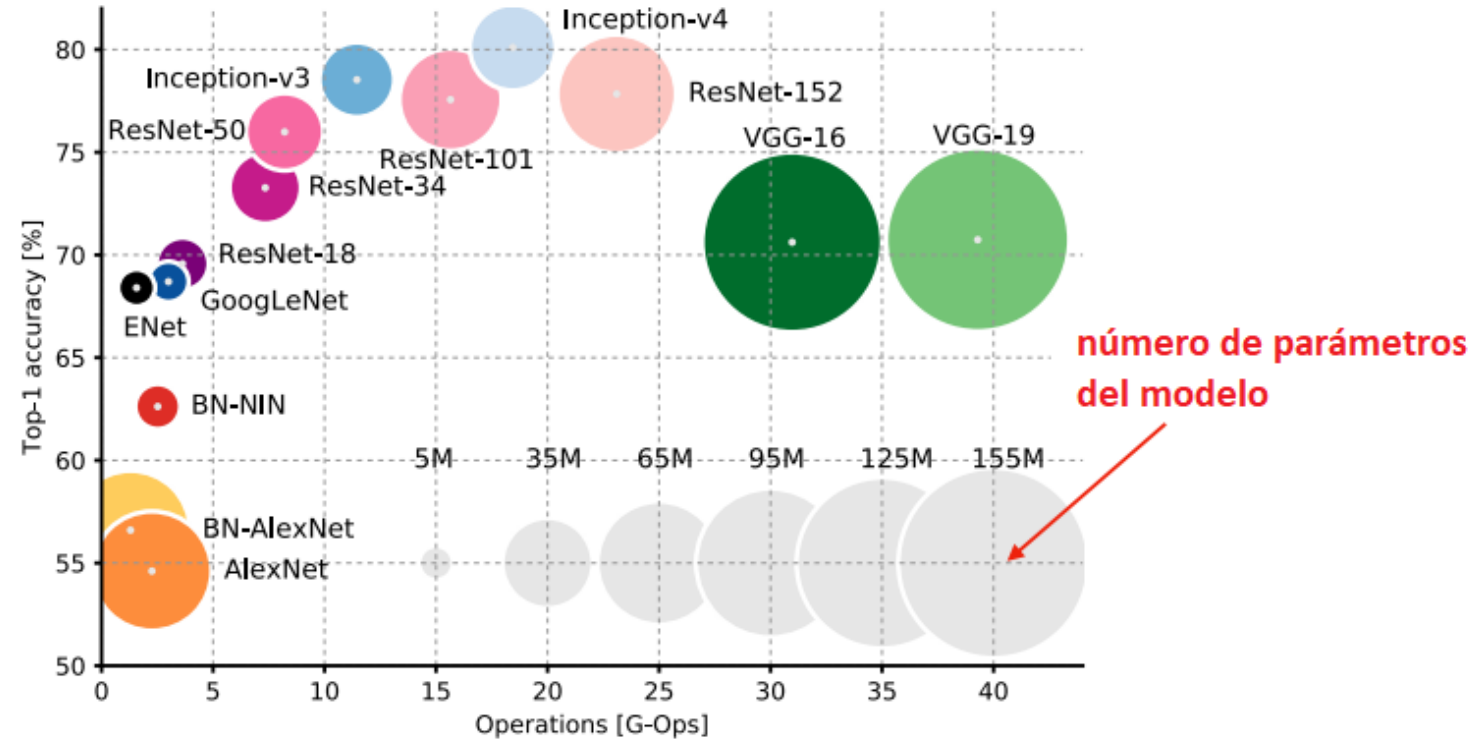 Inception-v4
80
Inception-v3
ResNet-152
ResNet-50
VGG-16
VGG-19
75
ResNet-101
ResNet-34
Top-1 accuracy [%]
70
ResNet-18
GoogLeNet
ENet
65
número de parámetros
del modelo
BN-NIN
60
5M 35M 65M 95M 125M 155M
BN-AlexNet
55
AlexNet
50
0 5 10 15 20 25 30 35 40
Operations [G-Ops]